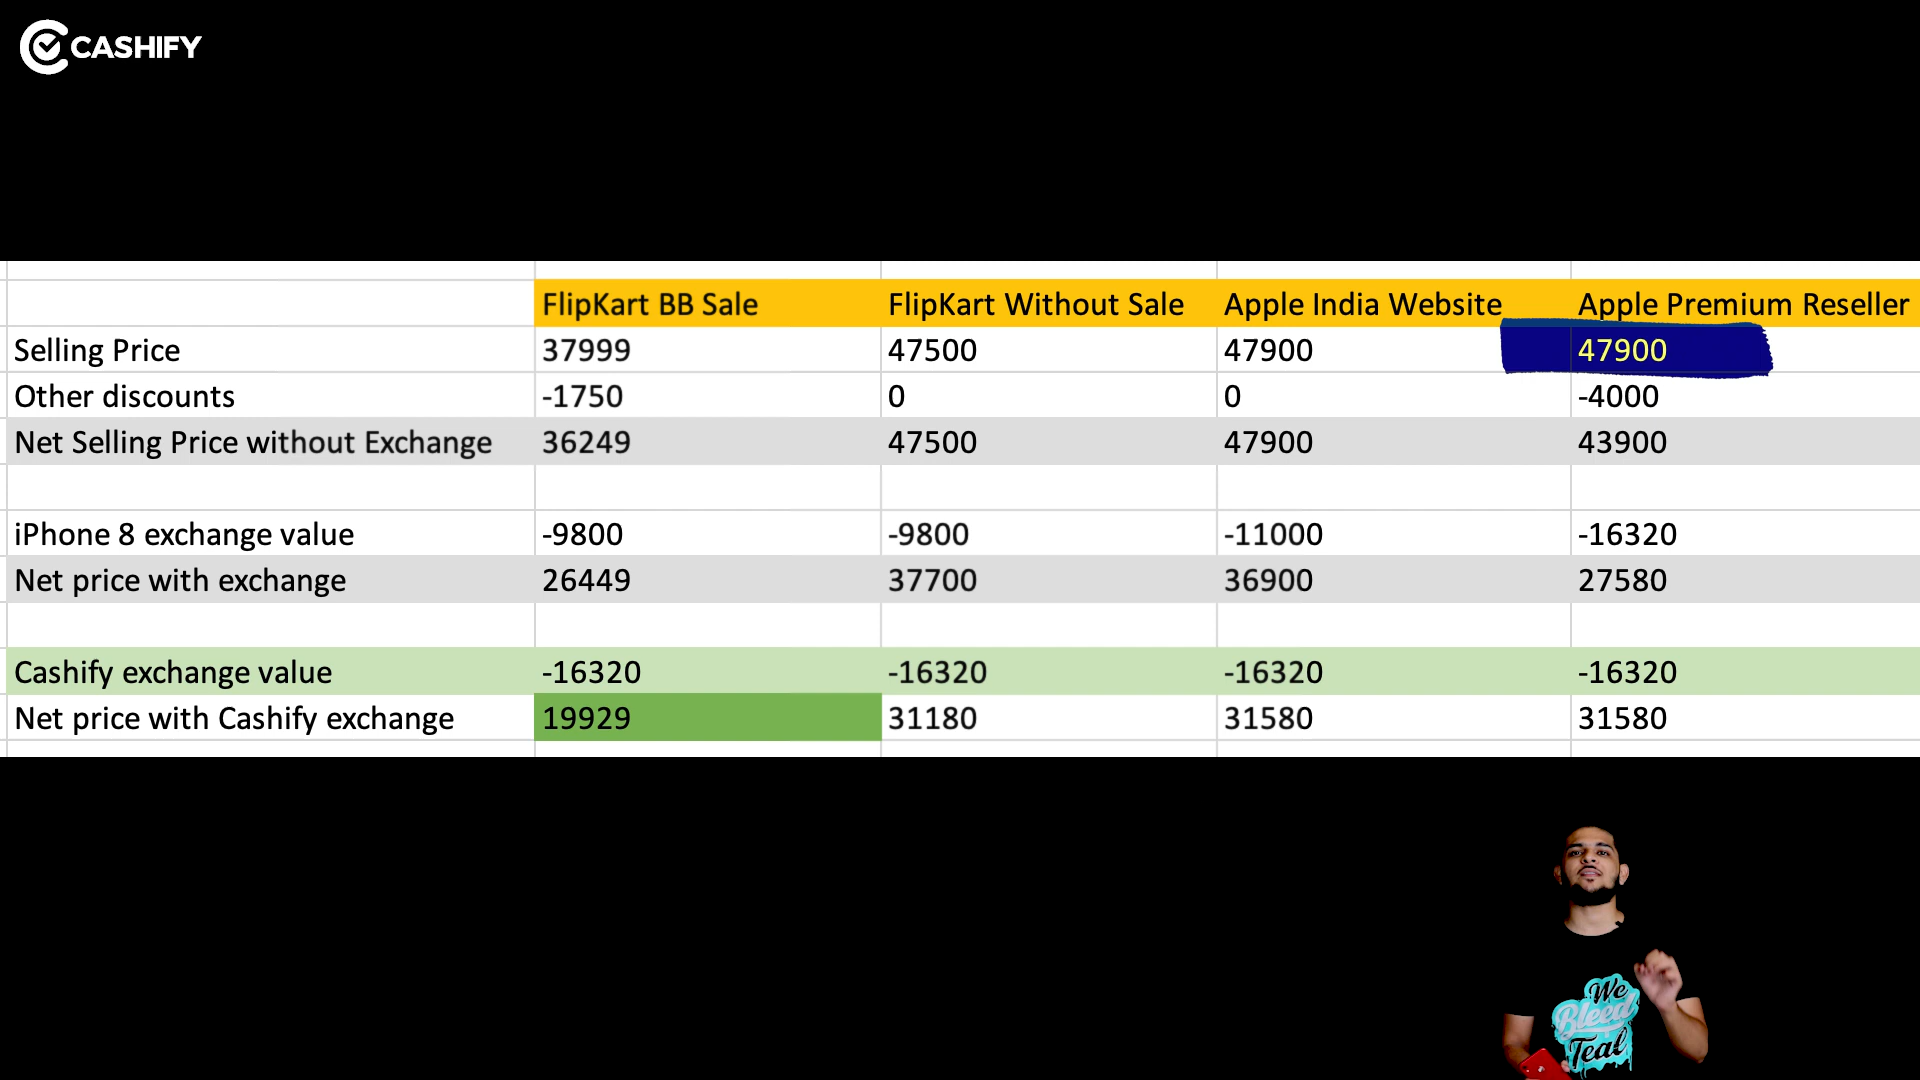 CASHIFY
FlipKart BB Sale FlipKart Without Sale Apple India Website Apple Premium Reseller
Selling Price 37999 47500 47900 47900
Other discounts -1750 0 0 -4000
Net Selling Price without Exchange 36249 47500 47900 43900
iPhone 8 exchange value -9800 -9800 -11000 -16320
Net price with exchange 26449 37700 36900 27580
Cashify exchange value -16320 -16320 -16320 -16320
Net price with Cashify exchange 19929 31180 31580 31580
We
Bleed
Teal